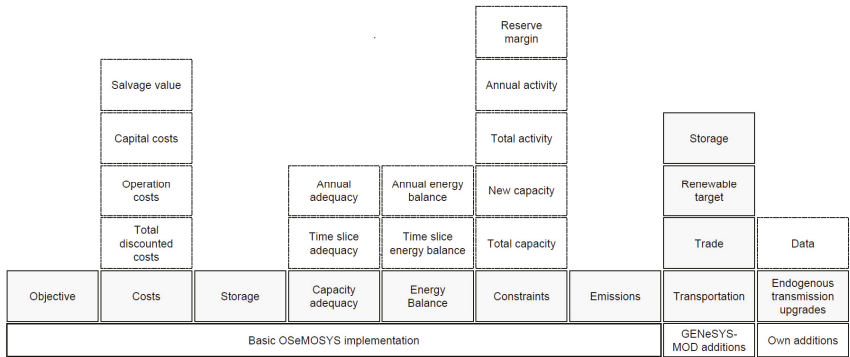 Reserve
margin
Salvage value
Annual activity
Capital costs
Total activity
Storage
Operation
costs
Annual
adequacy
Annual energy
balance
New capacity
Renewable
target
Total
discounted
costs
Time slice
adequacy
Time slice
energy balance
Total capacity
Trade
Data
Objective
Costs
Storage
Capacity
adequacy
Energy
Balance
Constraints
Emissions
Transportation
Endogenous
transmission
upgrades
Basic OSeMOSYS implementation
GENeSYS-
MOD additions
Own additions